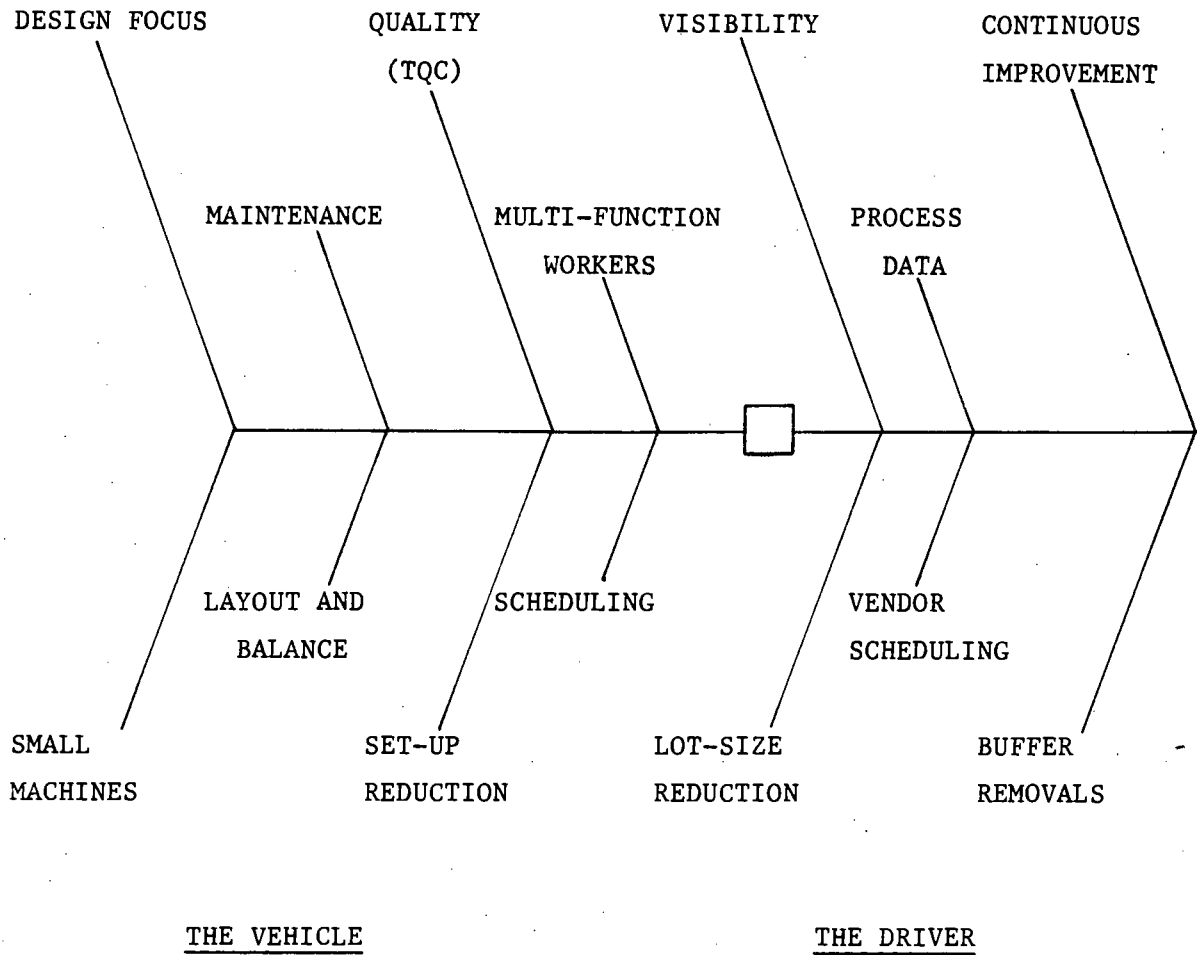 DESIGN FOCUS
QUALITY
(TQC)
VISIBILITY
CONTINUOUS
IMPROVEMENT
MAINTENANCE
MULTI-FUNCTION
WORKERS
PROCESS
DATA
LAYOUT AND
BALANCE
SCHEDULING
VENDOR
SCHEDULING
SMALL
MACHINES
SET-UP
REDUCTION
LOT-SIZE
REDUCTION
BUFFER
REMOVALS
THE VEHICLE
THE DRIVER